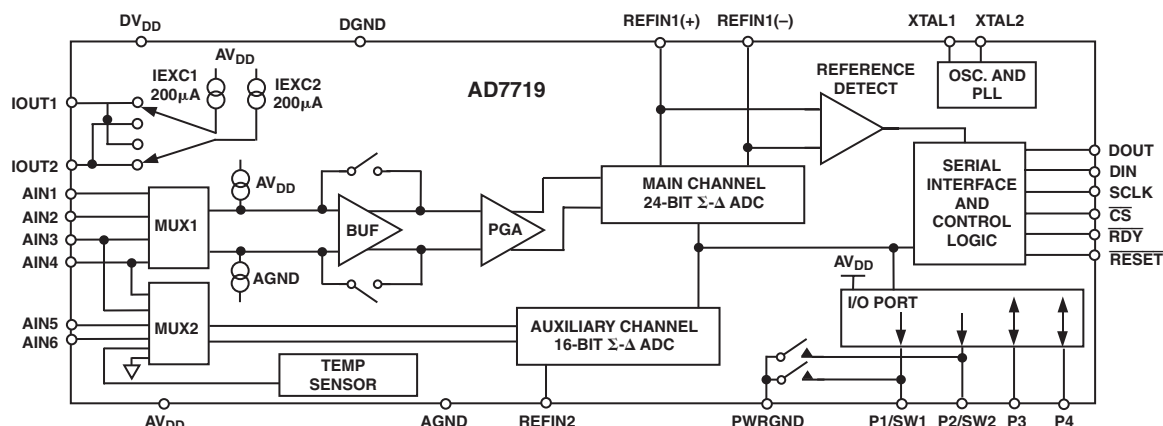 DVDD
DGND
REFIN1(+)
REFIN1(–)
XTAL1
XTAL2
AVDD
IEXC1
200µA
IEXC2
200µA
AD7719
REFERENCE
DETECT
OSC. AND
PLL
IOUT1
IOUT2
AIN1
AIN2
AIN3
AIN4
AIN5
AIN6
MUX1
AVDD
AGND
BUF
PGA
MAIN CHANNEL
24-BIT Σ-Δ ADC
SERIAL
INTERFACE
AND
CONTROL
LOGIC
DOUT
DIN
SCLK
C̅S̅
R̅D̅Y̅
R̅E̅S̅E̅T̅
AVDD
I/O PORT
MUX2
AUXILIARY CHANNEL
16-BIT Σ-Δ ADC
TEMP
SENSOR
AVDD
AGND
REFIN2
PWRGND
P1/SW1
P2/SW2
P3
P4